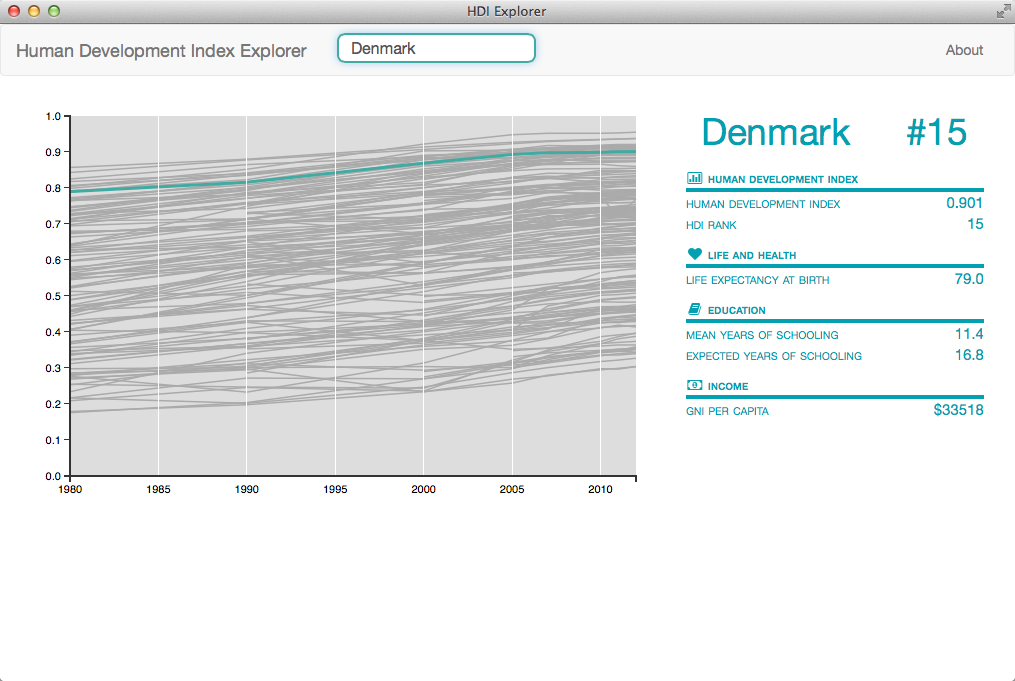 HDI Explorer
Human Development Index Explorer Denmark About
1.0
0.9
0.8
0.7
0.6
0.5
0.4
0.3
0.2
0.1
0.0
1980 1985 1990 1995 2000 2005 2010
Denmark #15
HUMAN DEVELOPMENT INDEX
HUMAN DEVELOPMENT INDEX 0.901
HDI RANK 15
LIFE AND HEALTH
LIFE EXPECTANCY AT BIRTH 79.0
EDUCATION
MEAN YEARS OF SCHOOLING 11.4
EXPECTED YEARS OF SCHOOLING 16.8
INCOME
GNI PER CAPITA $33518